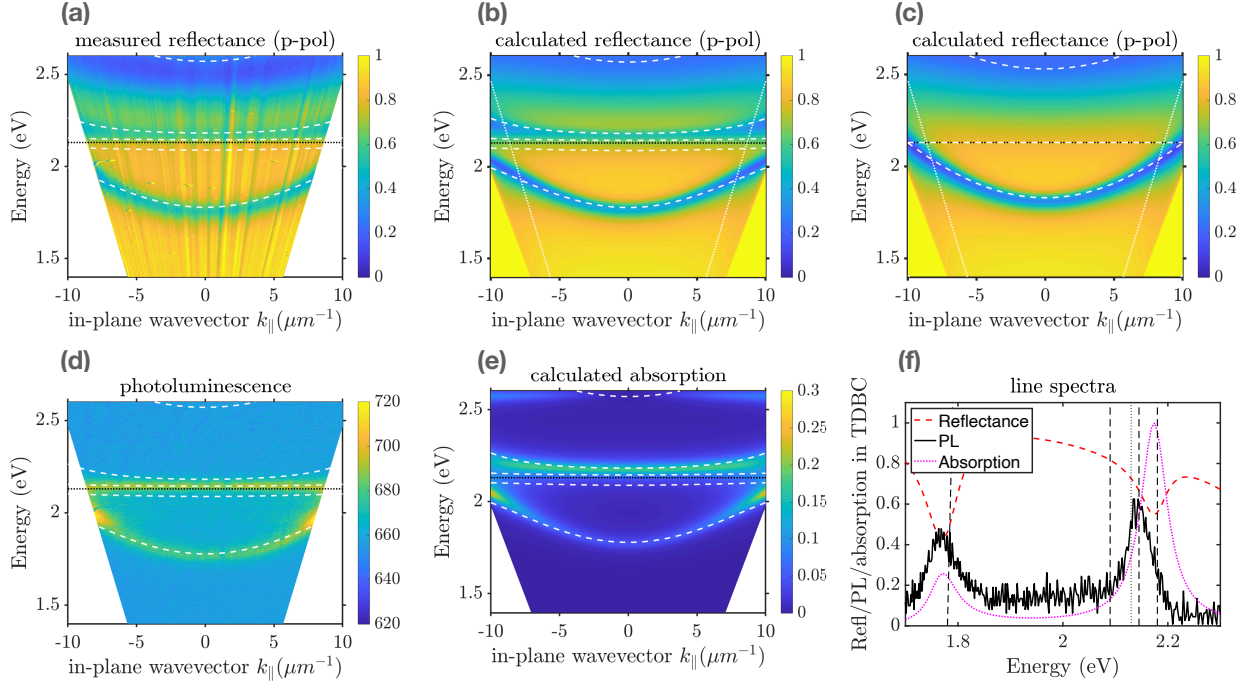 (a)
measured reflectance (p-pol)
Energy (eV)
2.5
2
1.5
-10
-5
0
5
10
in-plane wavevector k∥(μm⁻¹)
1
0.8
0.6
0.4
0.2
0
(b)
calculated reflectance (p-pol)
Energy (eV)
2.5
2
1.5
-10
-5
0
5
10
in-plane wavevector k∥(μm⁻¹)
1
0.8
0.6
0.4
0.2
0
(c)
calculated reflectance (p-pol)
Energy (eV)
2.5
2
1.5
-10
-5
0
5
10
in-plane wavevector k∥(μm⁻¹)
1
0.8
0.6
0.4
0.2
0
(d)
photoluminescence
Energy (eV)
2.5
2
1.5
-10
-5
0
5
10
in-plane wavevector k∥(μm⁻¹)
720
700
680
660
640
620
(e)
calculated absorption
Energy (eV)
2.5
2
1.5
-10
-5
0
5
10
in-plane wavevector k∥(μm⁻¹)
0.3
0.25
0.2
0.15
0.1
0.05
0
(f)
line spectra
Refl/PL/absorption in TDBC
1
0.8
0.6
0.4
0.2
0
Reflectance
PL
Absorption
1.8
2
2.2
Energy (eV)